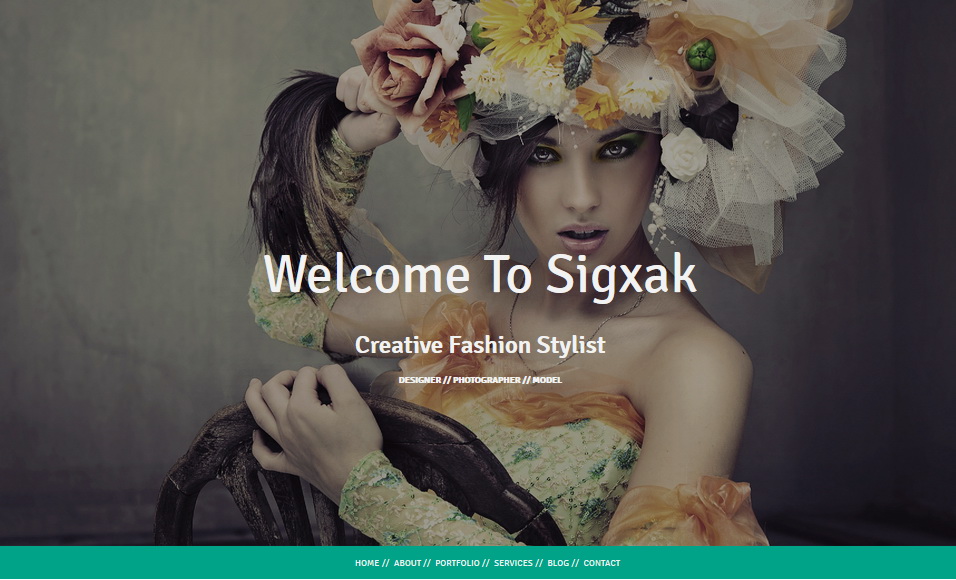 Welcome To Sigxak
Creative Fashion Stylist
DESIGNER // PHOTOGRAPHER // MODEL
HOME // ABOUT // PORTFOLIO // SERVICES // BLOG // CONTACT